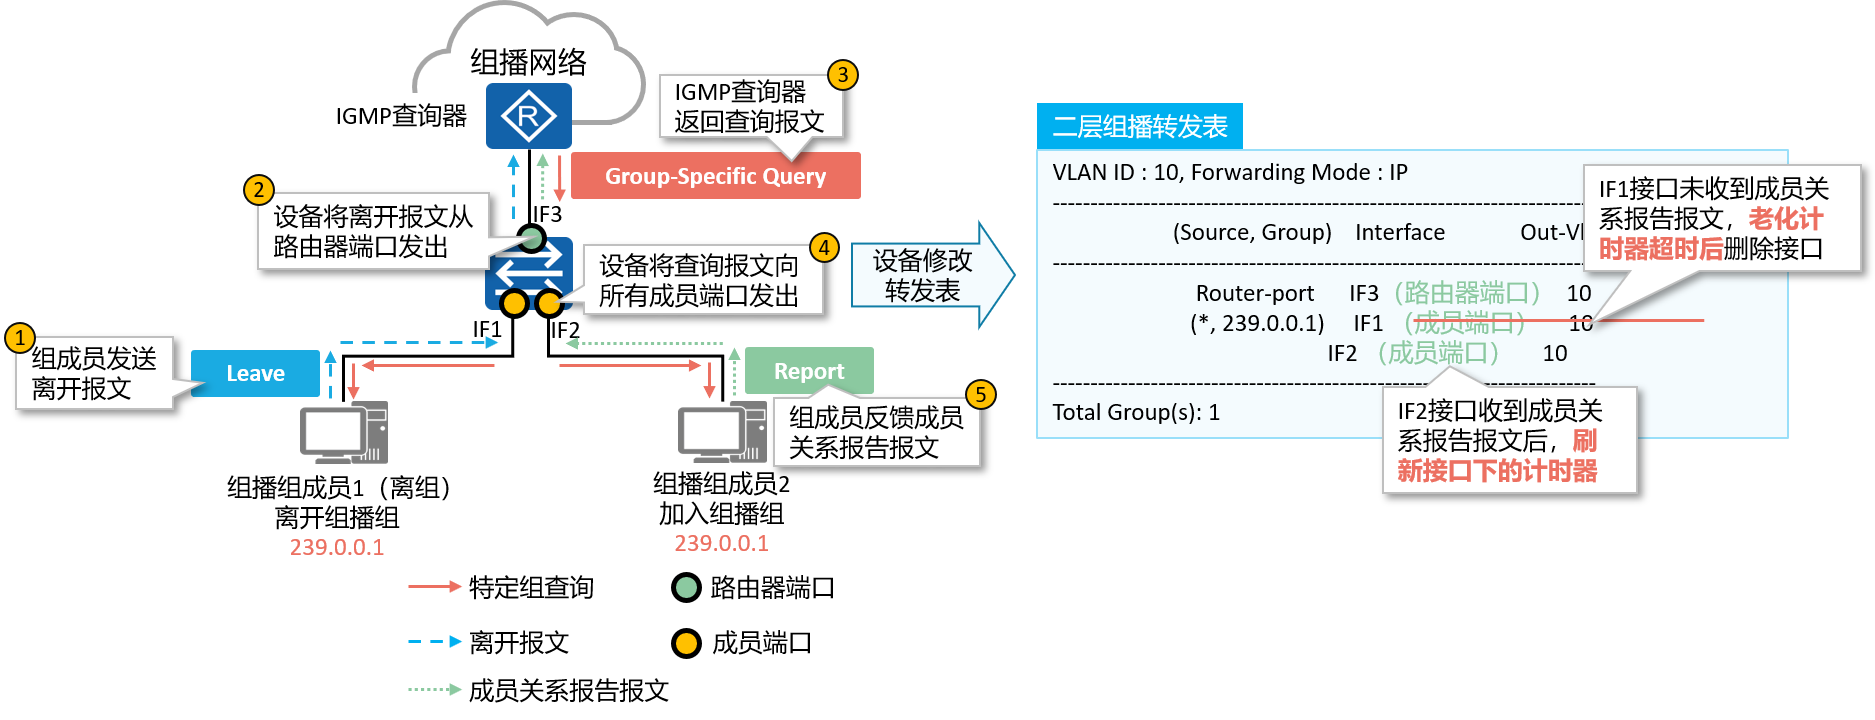 组播网络
IGMP查询器
R
3
IGMP查询器
返回查询报文
Group-Specific Query
2
设备将离开报文从
路由器端口发出
IF3
4
设备将查询报文向
所有成员端口发出
IF1
IF2
1
组成员发送
离开报文
Leave
Report
5
组成员反馈成员
关系报告报文
组播组成员1（离组）
离开组播组
239.0.0.1
组播组成员2
加入组播组
239.0.0.1
特定组查询
离开报文
成员关系报告报文
路由器端口
成员端口
设备修改
转发表
二层组播转发表
VLAN ID : 10, Forwarding Mode : IP
(Source, Group) Interface Out-Vl
Router-port IF3（路由器端口） 10
(*, 239.0.0.1) IF1（成员端口） 10
IF2（成员端口） 10
Total Group(s): 1
IF1接口未收到成员关
系报告报文，老化计
时器超时后删除接口
IF2接口收到成员关
系报告报文后，刷
新接口下的计时器